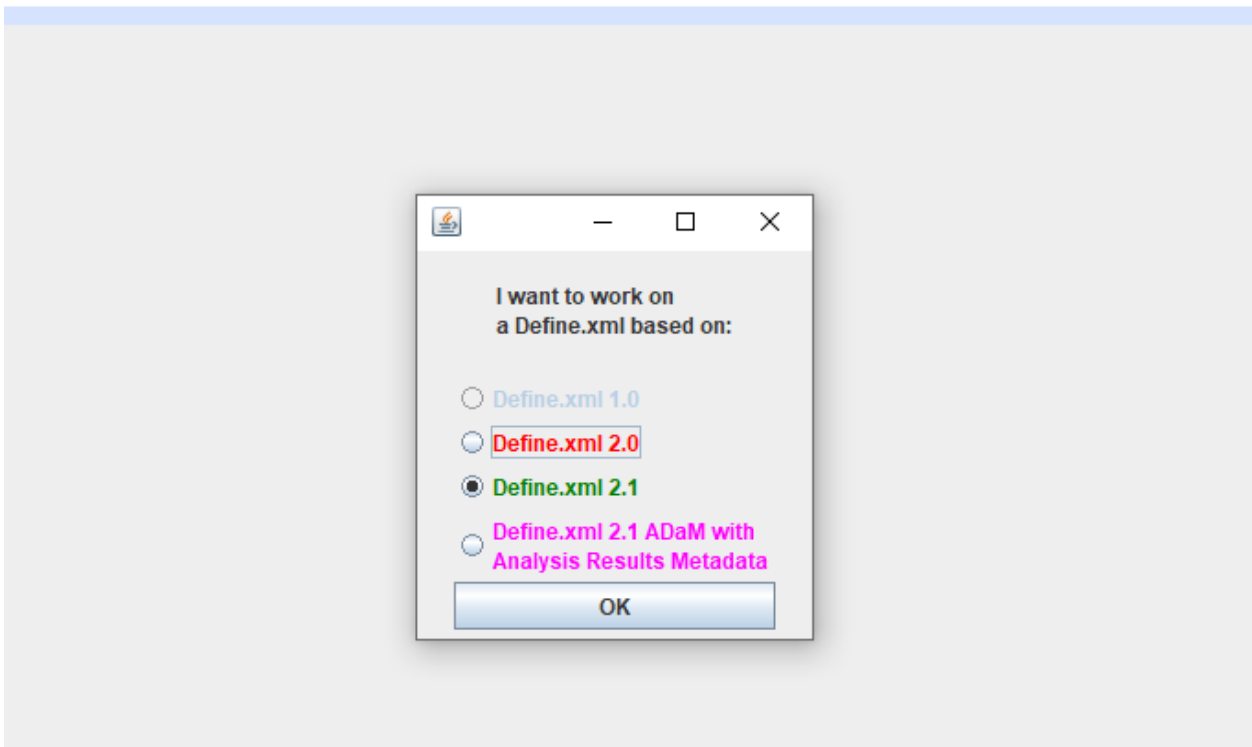 I want to work on
a Define.xml based on:
Define.xml 1.0
Define.xml 2.0
Define.xml 2.1
Define.xml 2.1 ADaM with
Analysis Results Metadata
OK